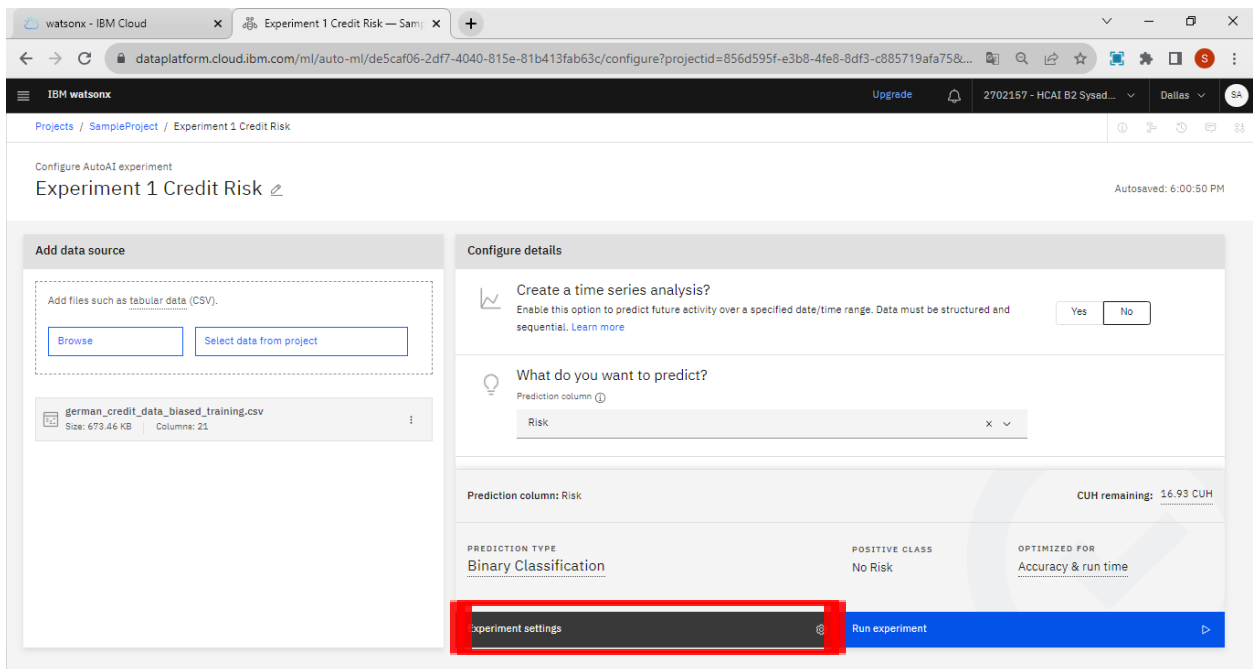 watsonx - IBM Cloud
Experiment 1 Credit Risk — Samp
dataplatform.cloud.ibm.com/ml/auto-ml/de5caf06-2df7-4040-815e-81b413fab63c/configure?projectid=856d595f-e3b8-4fe8-8df3-c885719afa75&...
S
IBM watsonx
Upgrade
2702157 - HCAI B2 Sysad...
Dallas
SA
Projects / SampleProject / Experiment 1 Credit Risk
Configure AutoAI experiment
Experiment 1 Credit Risk
Autosaved: 6:00:50 PM
Add data source
Add files such as tabular data (CSV).
Browse
Select data from project
german_credit_data_biased_training.csv
Size: 673.46 KB
Columns: 21
Configure details
Create a time series analysis?
Enable this option to predict future activity over a specified date/time range. Data must be structured and
sequential. Learn more
Yes
No
What do you want to predict?
Prediction column
Risk
Prediction column: Risk
CUH remaining: 16.93 CUH
PREDICTION TYPE
Binary Classification
POSITIVE CLASS
No Risk
OPTIMIZED FOR
Accuracy & run time
Experiment settings
Run experiment